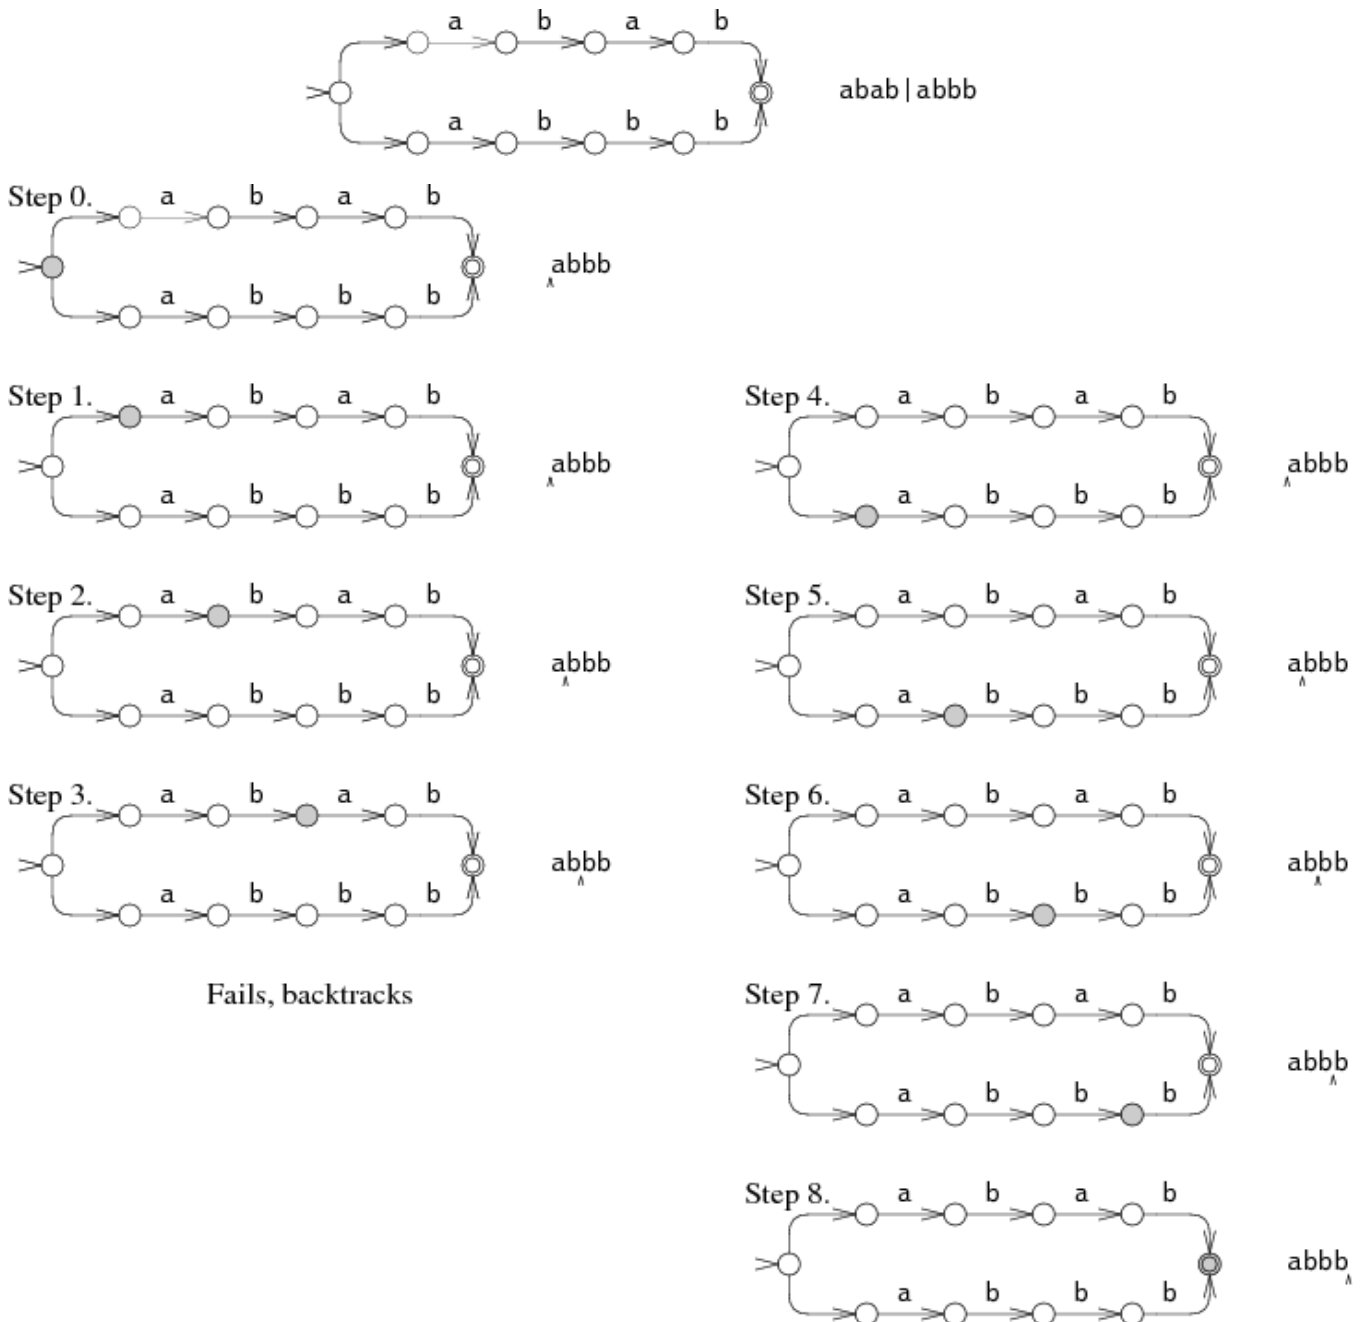 a b a b
abab|abbb
a b b b
Step 0. a b a b
abbb
a b b b
Step 1. a b a b
abbb
a b b b
Step 2. a b a b
abbb
a b b b
Step 3. a b a b
abbb
a b b b
Fails, backtracks
Step 4. a b a b
abbb
a b b b
Step 5. a b a b
abbb
a b b b
Step 6. a b a b
abbb
a b b b
Step 7. a b a b
abbb
a b b b
Step 8. a b a b
abbb
a b b b